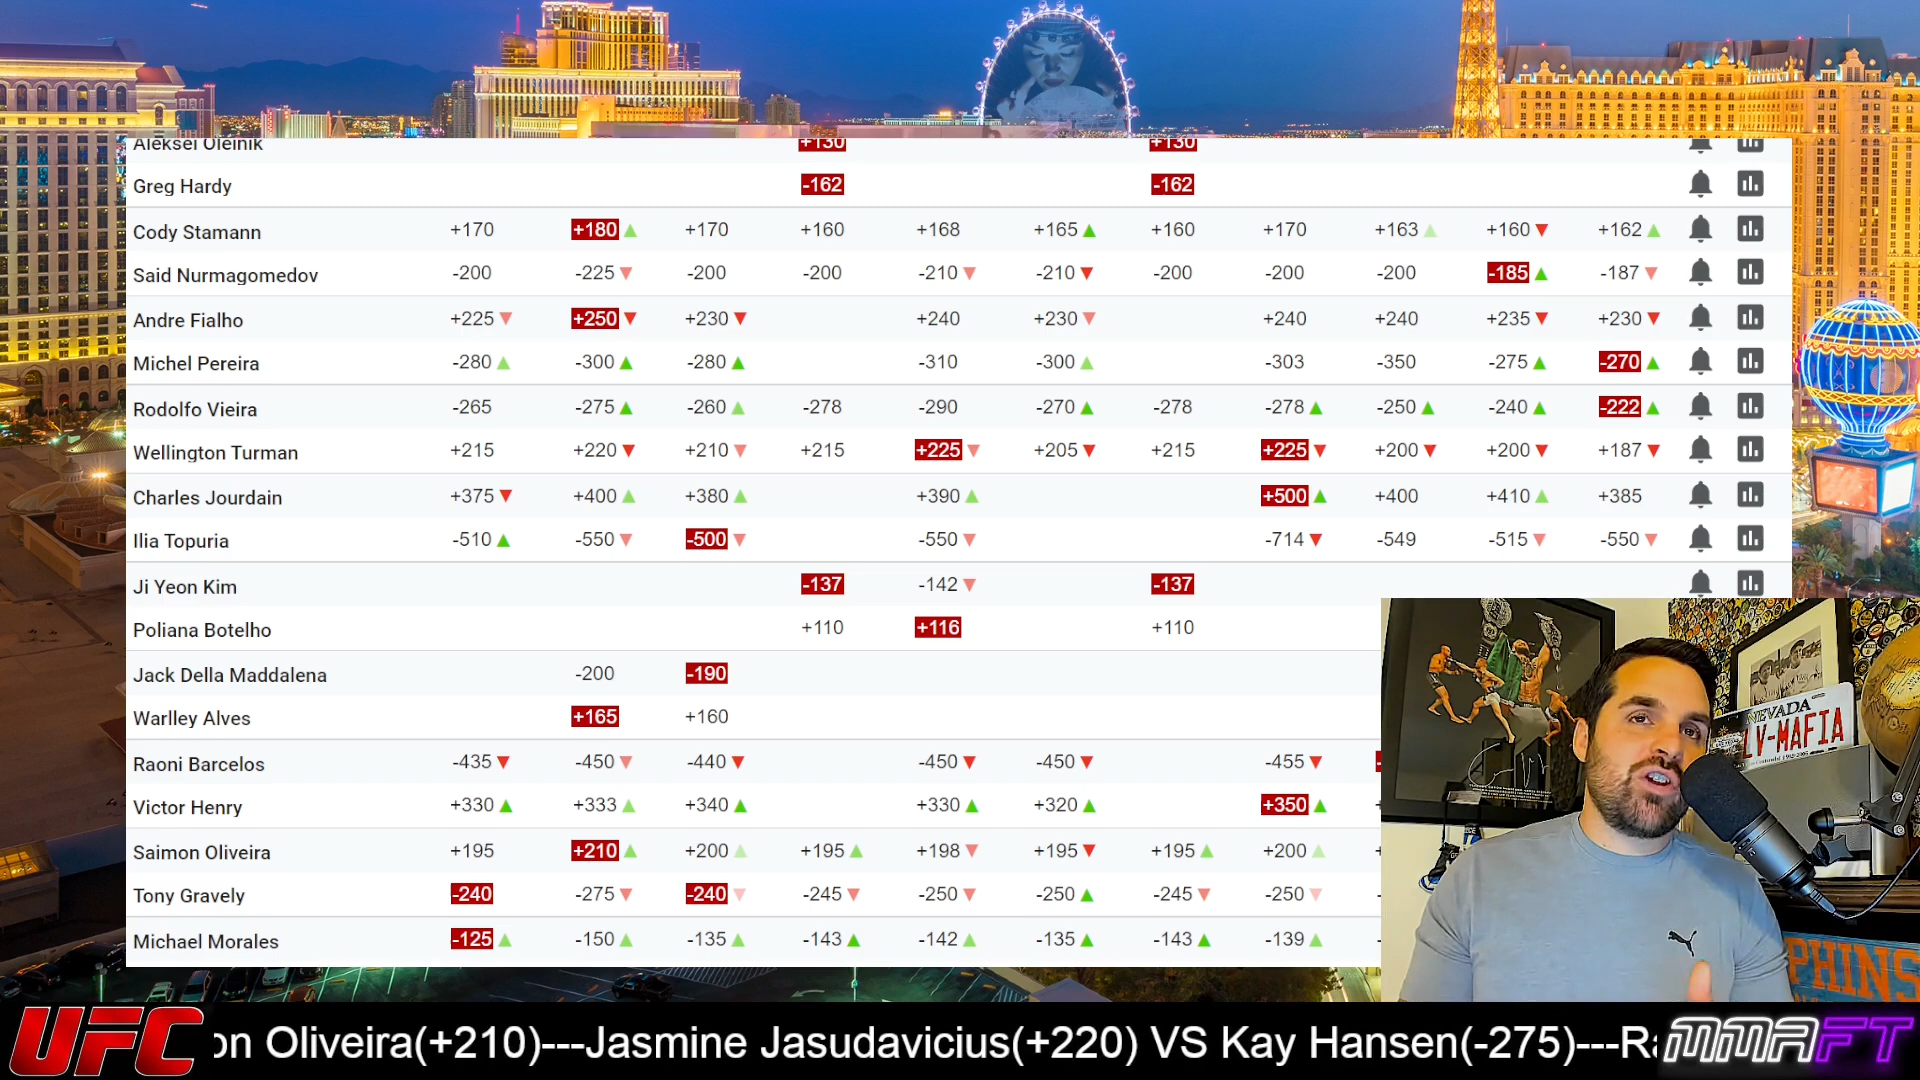 Aleksei Oleinik +130 +130
Greg Hardy -162 -162
Cody Stamann +170 +180 +170 +160 +168 +165 +160 +170 +163 +160 +162
Said Nurmagomedov -200 -225 -200 -200 -210 -210 -200 -200 -200 -185 -187
Andre Fialho +225 +250 +230 +240 +230 +240 +240 +235 +230
Michel Pereira -280 -300 -280 -310 -300 -303 -350 -275 -270
Rodolfo Vieira -265 -275 -260 -278 -290 -270 -278 -278 -250 -240 -222
Wellington Turman +215 +220 +210 +215 +225 +205 +215 +225 +200 +200 +187
Charles Jourdain +375 +400 +380 +390 +500 +400 +410 +385
Ilia Topuria -510 -550 -500 -550 -714 -549 -515 -550
Ji Yeon Kim -137 -142 -137
Poliana Botelho +110 +116 +110
Jack Della Maddalena -200 -190
Warlley Alves +165 +160
Raoni Barcelos -435 -450 -440 -450 -450 -455
Victor Henry +330 +333 +340 +330 +320 +350
Saimon Oliveira +195 +210 +200 +195 +198 +195 +195 +200
Tony Gravely -240 -275 -240 -245 -250 -250 -245 -250
Michael Morales -125 -150 -135 -143 -142 -135 -143 -139
NEVADA
LV-MAFIA
PHINS
UFC on Oliveira(+210)---Jasmine Jasudavicius(+220) VS Kay Hansen(-275)---Ra MMAFT